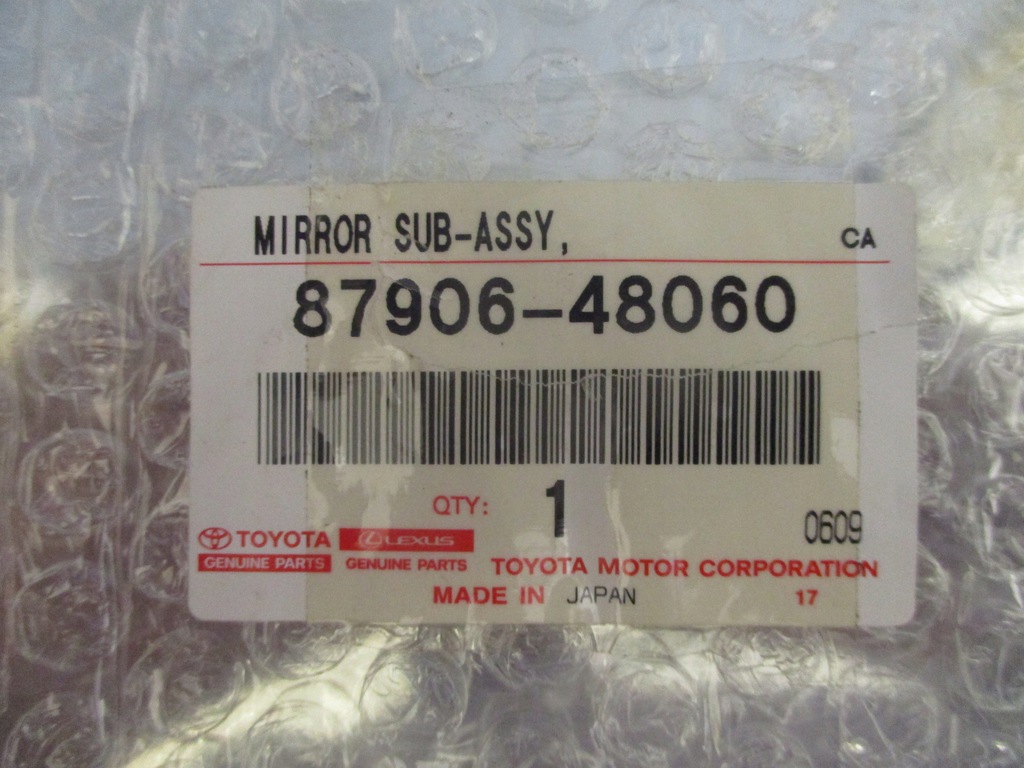 MIRROR SUB-ASSY, CA
87906-48060
QTY: 1
0609
TOYOTA LEXUS
GENUINE PARTS GENUINE PARTS TOYOTA MOTOR CORPORATION
MADE IN JAPAN 17